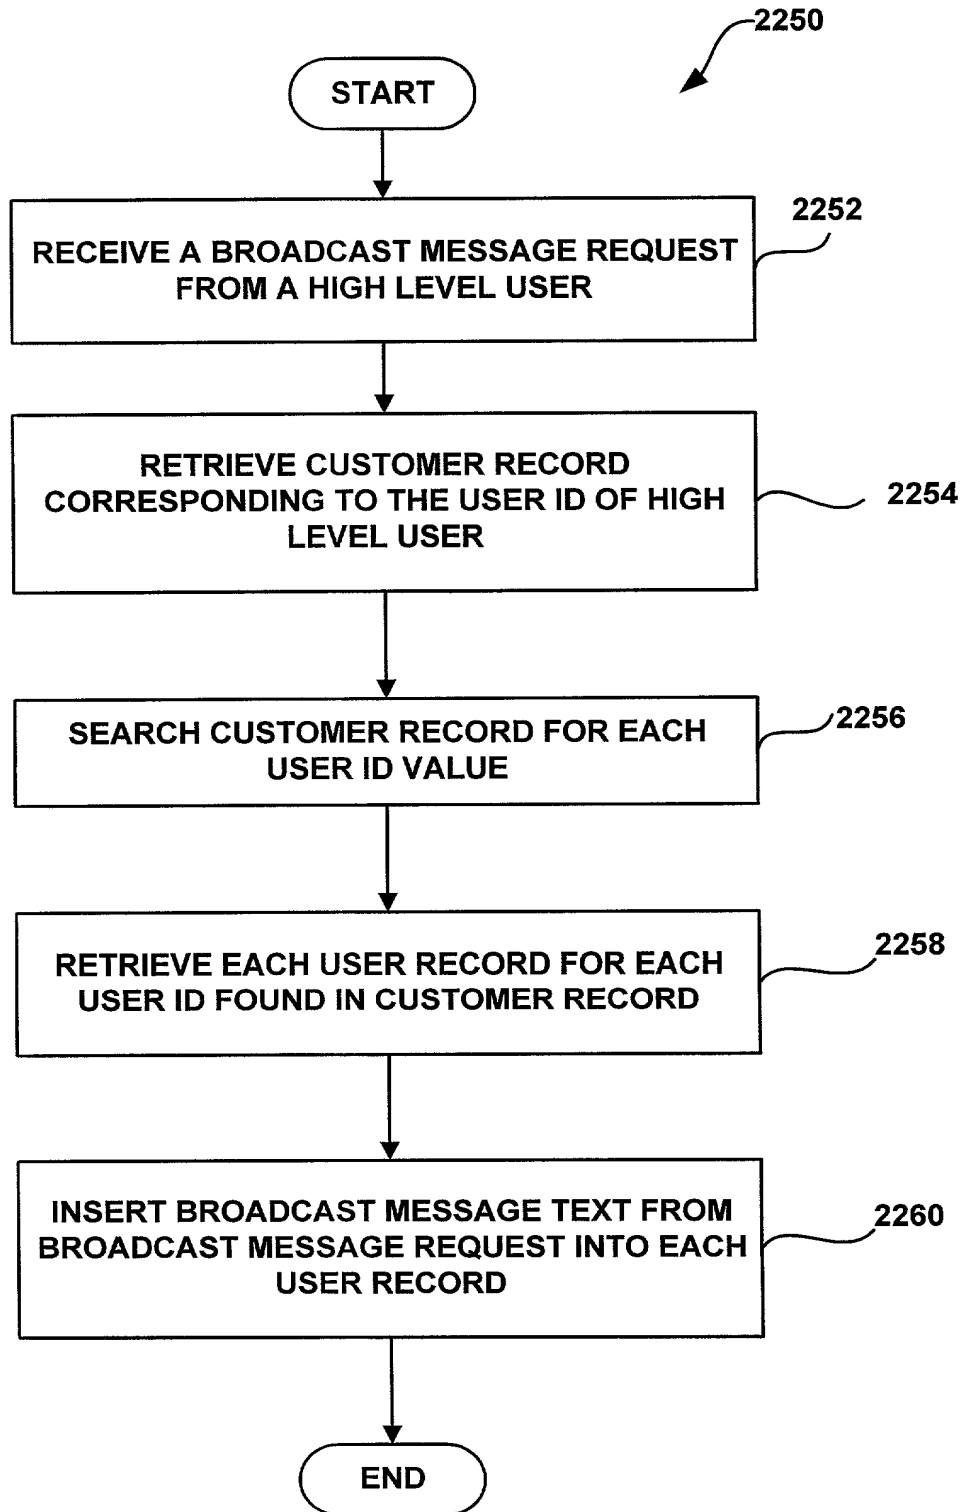 2250
START
2252
RECEIVE A BROADCAST MESSAGE REQUEST
FROM A HIGH LEVEL USER
RETRIEVE CUSTOMER RECORD
CORRESPONDING TO THE USER ID OF HIGH
LEVEL USER
2254
2256
SEARCH CUSTOMER RECORD FOR EACH
USER ID VALUE
2258
RETRIEVE EACH USER RECORD FOR EACH
USER ID FOUND IN CUSTOMER RECORD
2260
INSERT BROADCAST MESSAGE TEXT FROM
BROADCAST MESSAGE REQUEST INTO EACH
USER RECORD
END